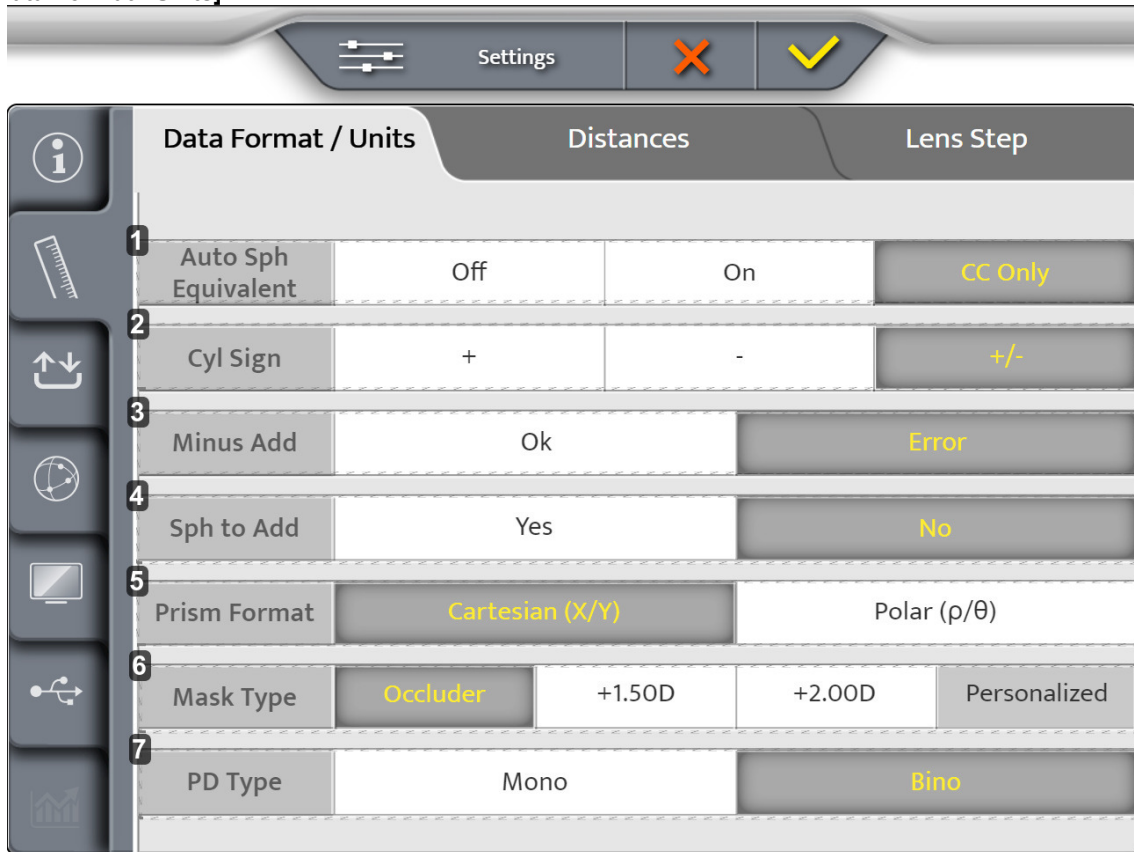 Settings
Data Format / Units Distances Lens Step
1
Auto Sph
Equivalent
Off On CC Only
2
Cyl Sign + - +/-
3
Minus Add Ok Error
4
Sph to Add Yes No
5
Prism Format Cartesian (X/Y) Polar (ρ/θ)
6
Mask Type Occluder +1.50D +2.00D Personalized
7
PD Type Mono Bino